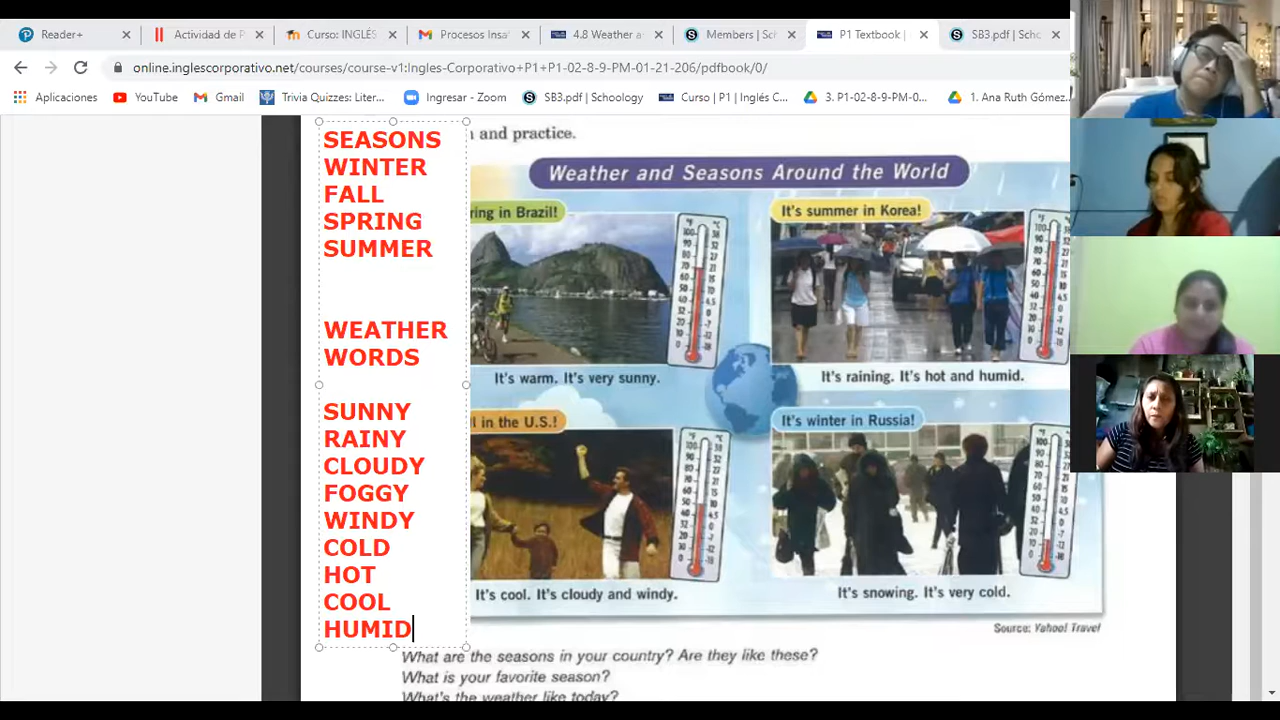 Reader+
Actividad de P
Curso: INGLÉS
Procesos Insa
4.8 Weather a
Members | Sc
P1 Textbook |
SB3.pdf | Scho
online.inglescorporativo.net/courses/course-v1:Ingles-Corporativo+P1+P1-02-8-9-PM-01-21-206/pdfbook/0/
Aplicaciones
YouTube
Gmail
Trivia Quizzes: Liter...
Ingresar - Zoom
SB3.pdf | Schoology
Curso | P1 | Inglés C...
3. P1-02-8-9-PM-0...
1. Ana Ruth Gómez...
SEASONS
WINTER
FALL
SPRING
SUMMER
WEATHER
WORDS
SUNNY
RAINY
CLOUDY
FOGGY
WINDY
COLD
HOT
COOL
HUMID
and practice.
Weather and Seasons Around the World
ring in Brazil!
It's summer in Korea!
It's warm. It's very sunny.
It's raining. It's hot and humid.
l in the U.S.!
It's winter in Russia!
It's cool. It's cloudy and windy.
It's snowing. It's very cold.
Source: Yahoo! Travel
What are the seasons in your country? Are they like these?
What is your favorite season?
What's the weather like today?